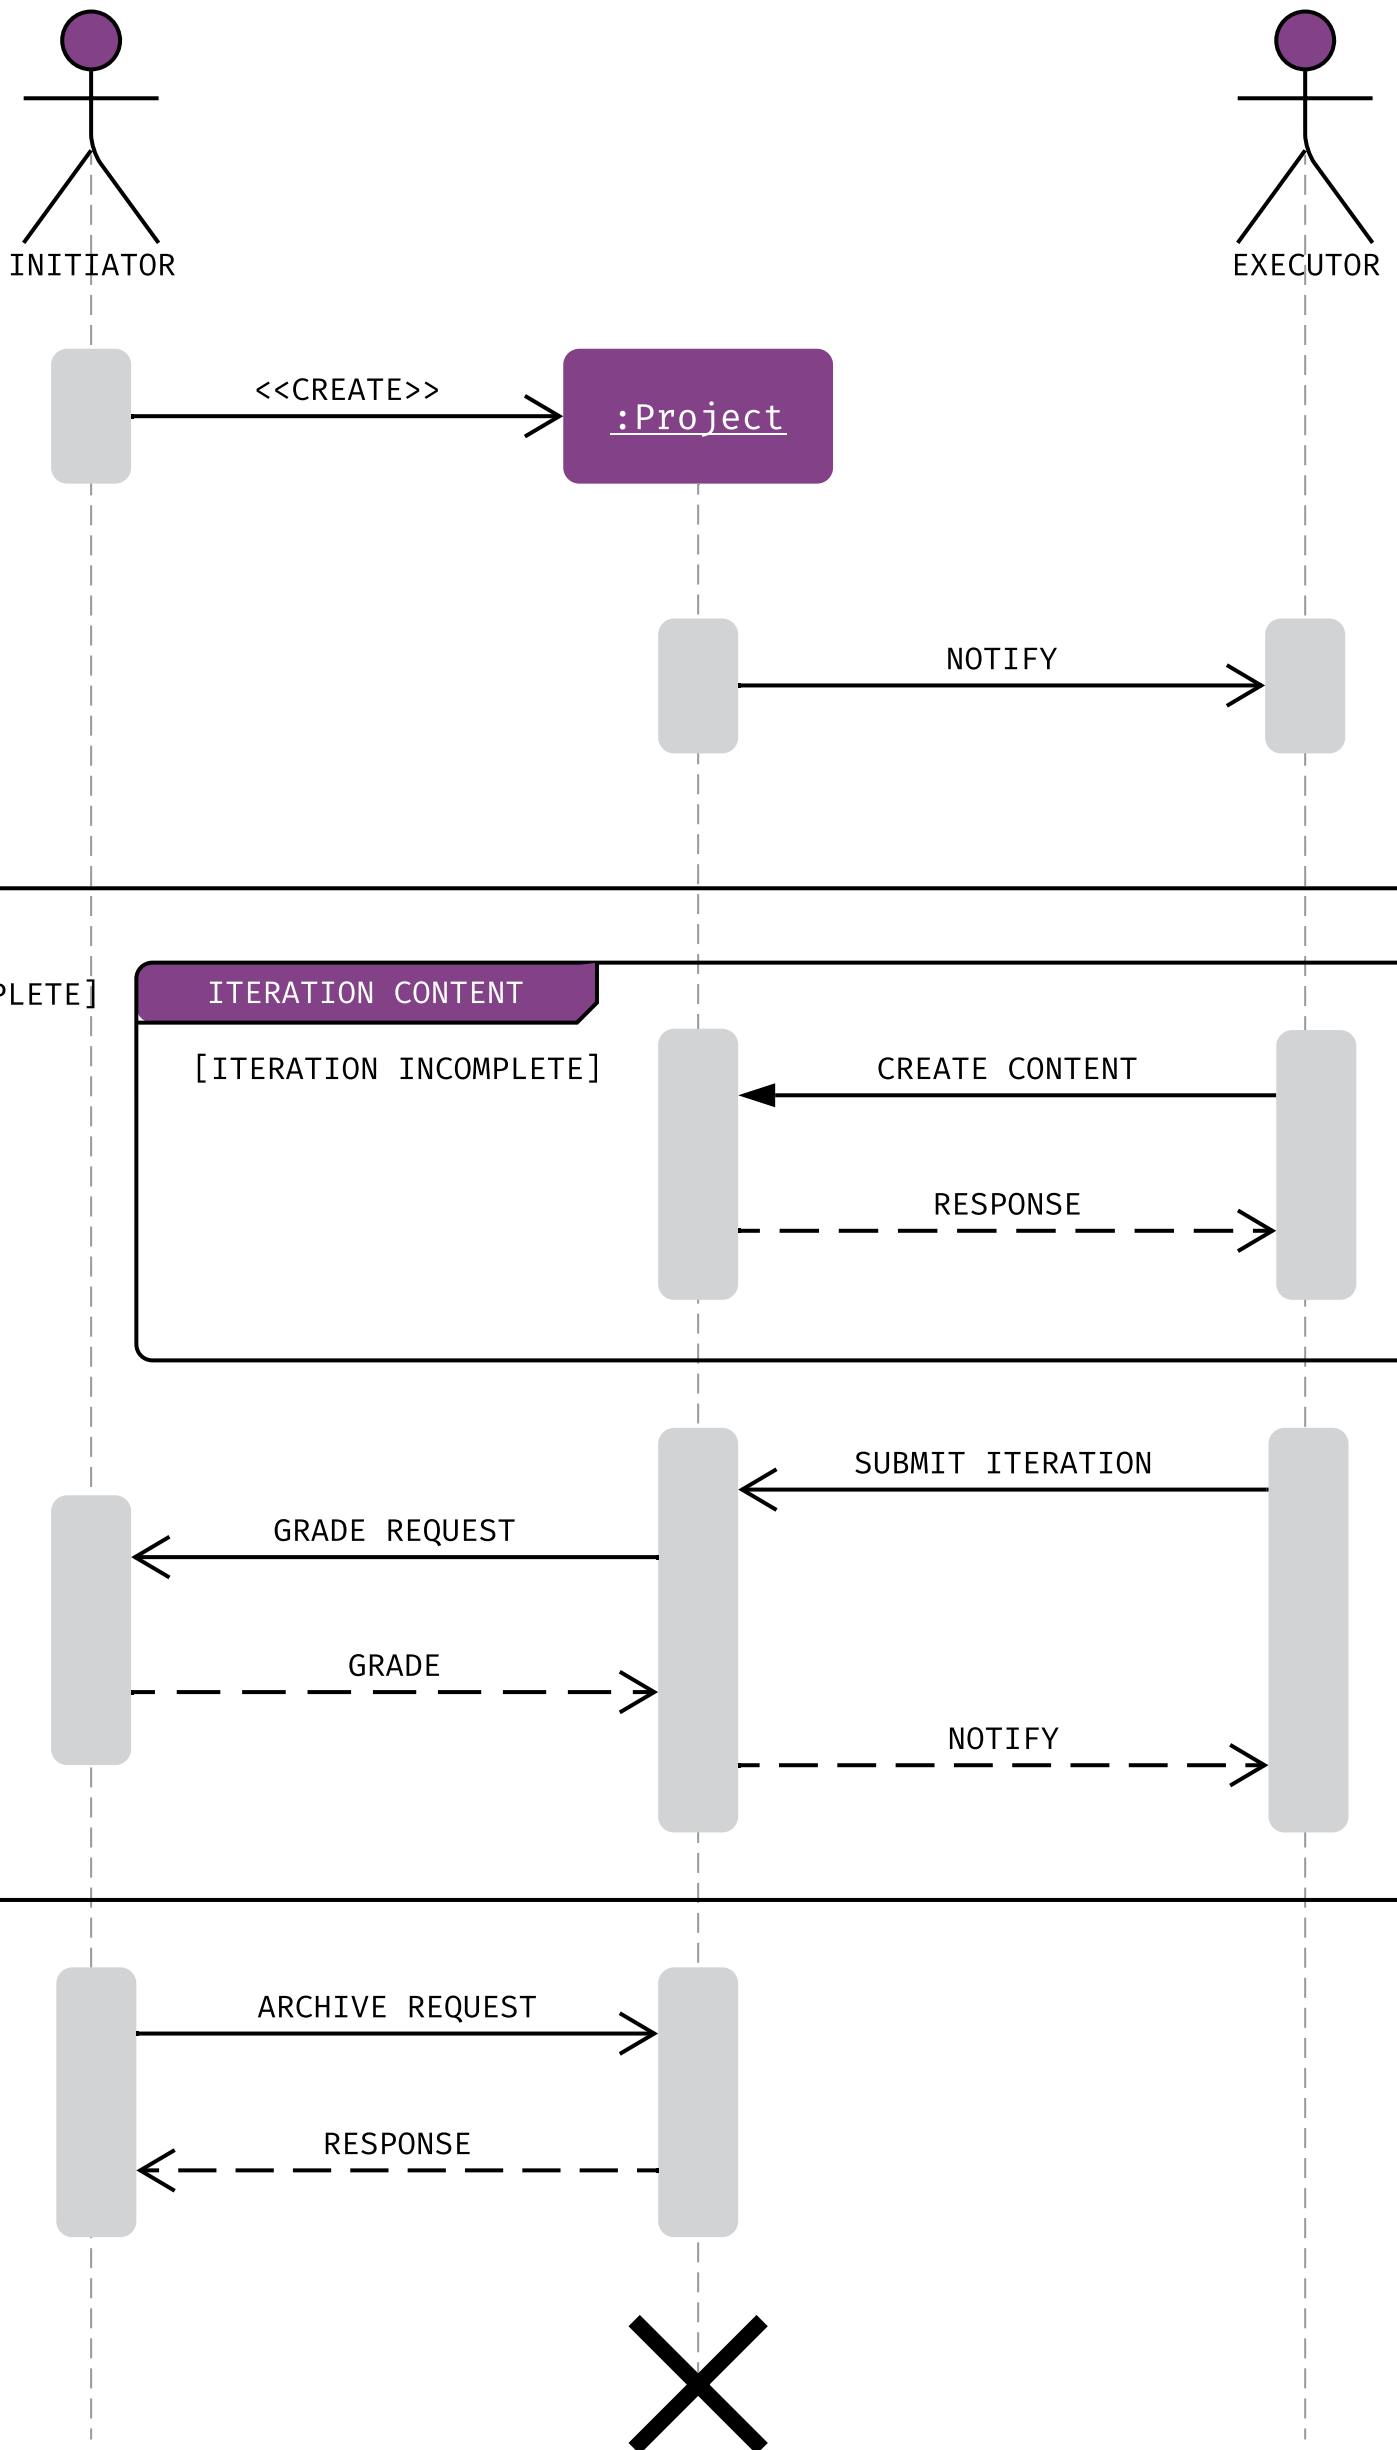 INITIATOR
EXECUTOR
<<CREATE>>
:Project
NOTIFY
PLETE]
ITERATION CONTENT
[ITERATION INCOMPLETE]
CREATE CONTENT
RESPONSE
SUBMIT ITERATION
GRADE REQUEST
GRADE
NOTIFY
ARCHIVE REQUEST
RESPONSE